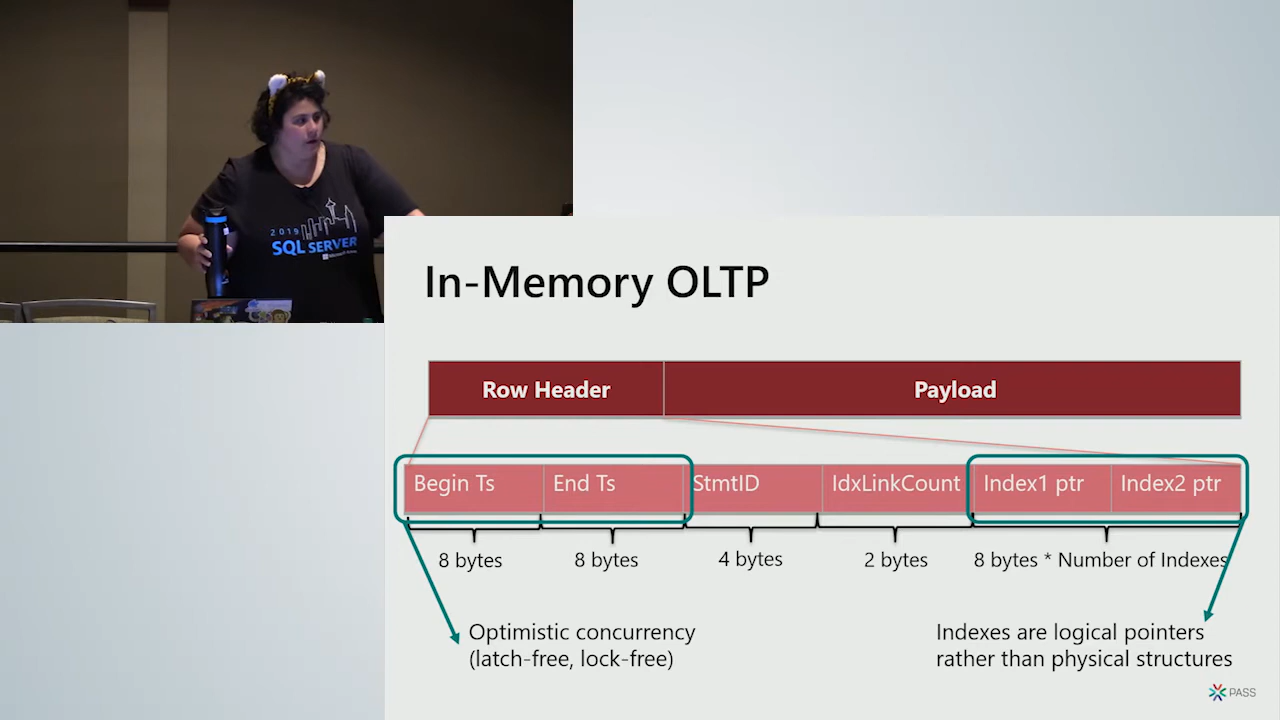 2019
SQL SERVER
Microsoft
In-Memory OLTP
Row Header
Payload
Begin Ts
End Ts
StmtID
IdxLinkCount
Index1 ptr
Index2 ptr
8 bytes
8 bytes
4 bytes
2 bytes
8 bytes * Number of Indexes
Optimistic concurrency
(latch-free, lock-free)
Indexes are logical pointers
rather than physical structures
PASS